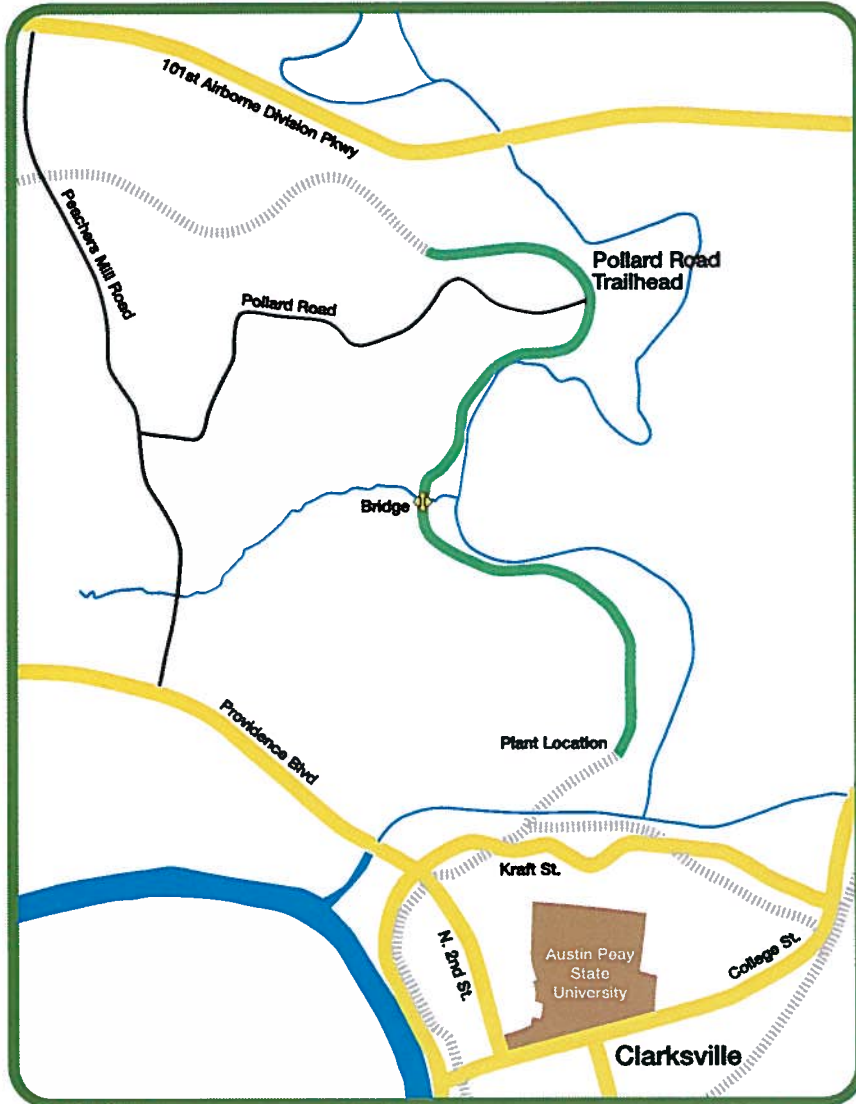 101st Airborne Division Pkwy
Peachers Mill Road
Pollard Road
Trailhead
Pollard Road
Bridge
Plant Location
Providence Blvd
Kraft St.
N. 2nd St.
Austin Peay
State
University
College St.
Clarksville